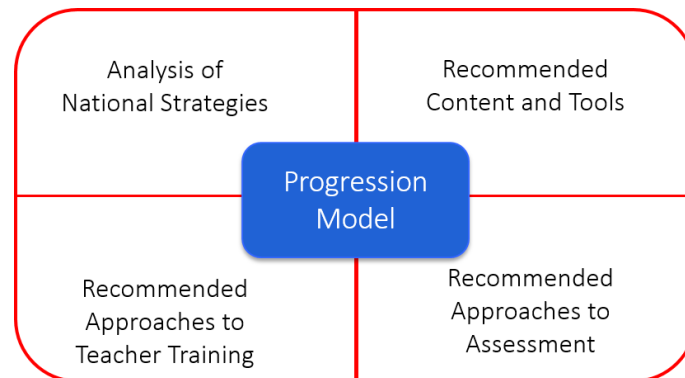 Analysis of
National Strategies
Recommended
Content and Tools
Progression
Model
Recommended
Approaches to
Teacher Training
Recommended
Approaches to
Assessment